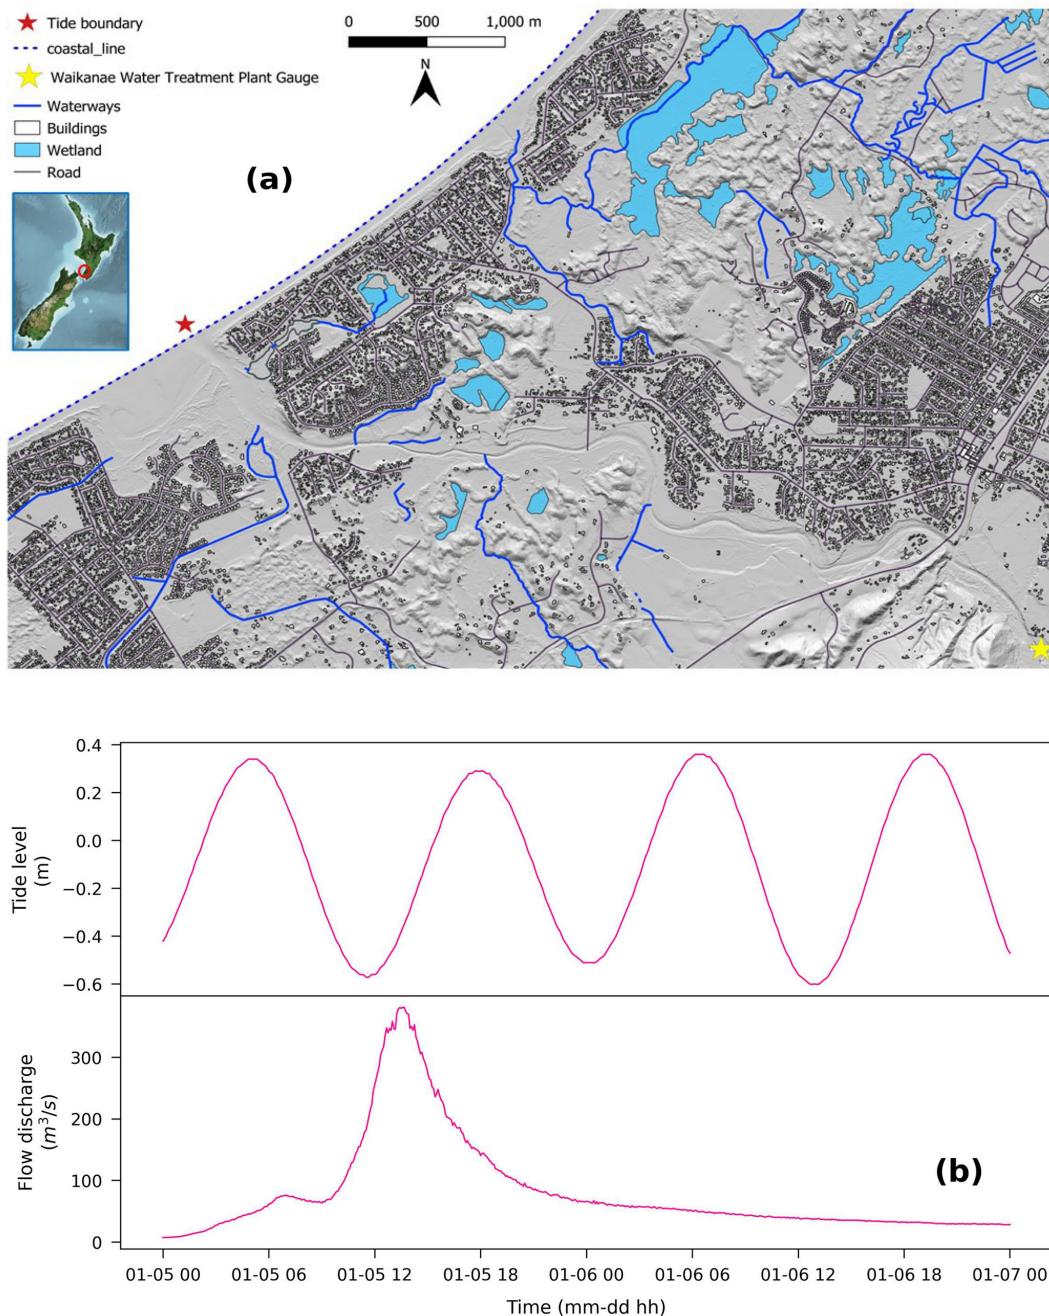 Tide boundary
coastal_line
Waikanae Water Treatment Plant Gauge
Waterways
Buildings
Wetland
Road
0 500 1,000 m
N
(a)
0.4
0.2
0.0
−0.2
−0.4
−0.6
Tide level
(m)
300
200
100
0
Flow discharge
(m³/s)
(b)
01-05 00 01-05 06 01-05 12 01-05 18 01-06 00 01-06 06 01-06 12 01-06 18 01-07 00
Time (mm-dd hh)